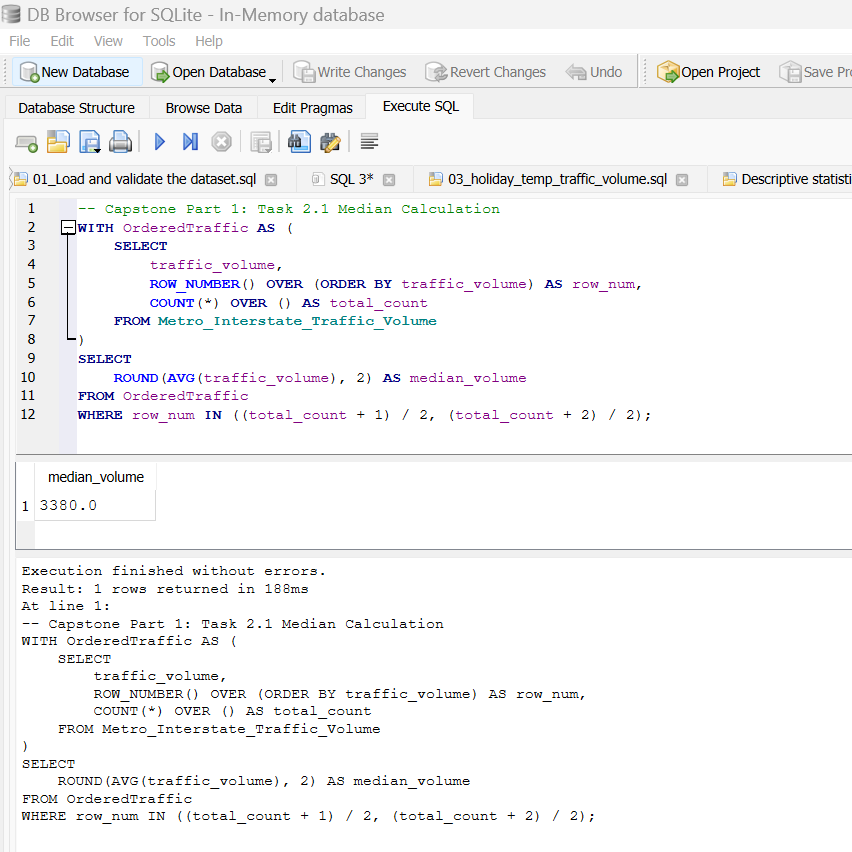 DB Browser for SQLite - In-Memory database
File Edit View Tools Help
New Database Open Database Write Changes Revert Changes Undo Open Project Save Pro
Database Structure Browse Data Edit Pragmas Execute SQL
01_Load and validate the dataset.sql SQL 3* 03_holiday_temp_traffic_volume.sql Descriptive statisti
1 -- Capstone Part 1: Task 2.1 Median Calculation
2 WITH OrderedTraffic AS (
3 SELECT
4 traffic_volume,
5 ROW_NUMBER() OVER (ORDER BY traffic_volume) AS row_num,
6 COUNT(*) OVER () AS total_count
7 FROM Metro_Interstate_Traffic_Volume
8 )
9 SELECT
10 ROUND(AVG(traffic_volume), 2) AS median_volume
11 FROM OrderedTraffic
12 WHERE row_num IN ((total_count + 1) / 2, (total_count + 2) / 2);
median_volume
1 3380.0
Execution finished without errors.
Result: 1 rows returned in 188ms
At line 1:
-- Capstone Part 1: Task 2.1 Median Calculation
WITH OrderedTraffic AS (
SELECT
traffic_volume,
ROW_NUMBER() OVER (ORDER BY traffic_volume) AS row_num,
COUNT(*) OVER () AS total_count
FROM Metro_Interstate_Traffic_Volume
)
SELECT
ROUND(AVG(traffic_volume), 2) AS median_volume
FROM OrderedTraffic
WHERE row_num IN ((total_count + 1) / 2, (total_count + 2) / 2);